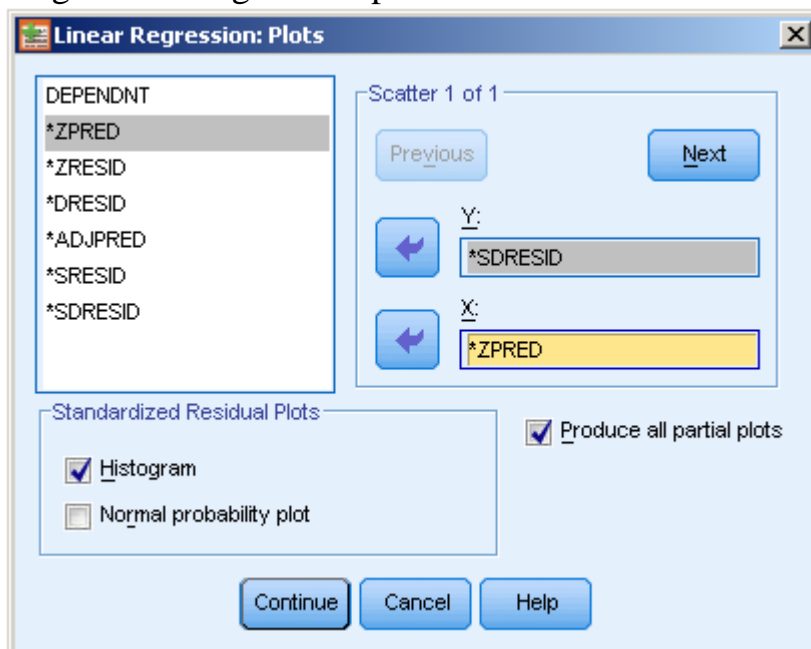 Linear Regression: Plots
DEPENDNT
*ZPRED
*ZRESID
*DRESID
*ADJPRED
*SRESID
*SDRESID
Scatter 1 of 1
Previous
Next
Y:
*SDRESID
X:
*ZPRED
Standardized Residual Plots
Histogram
Normal probability plot
Produce all partial plots
Continue
Cancel
Help